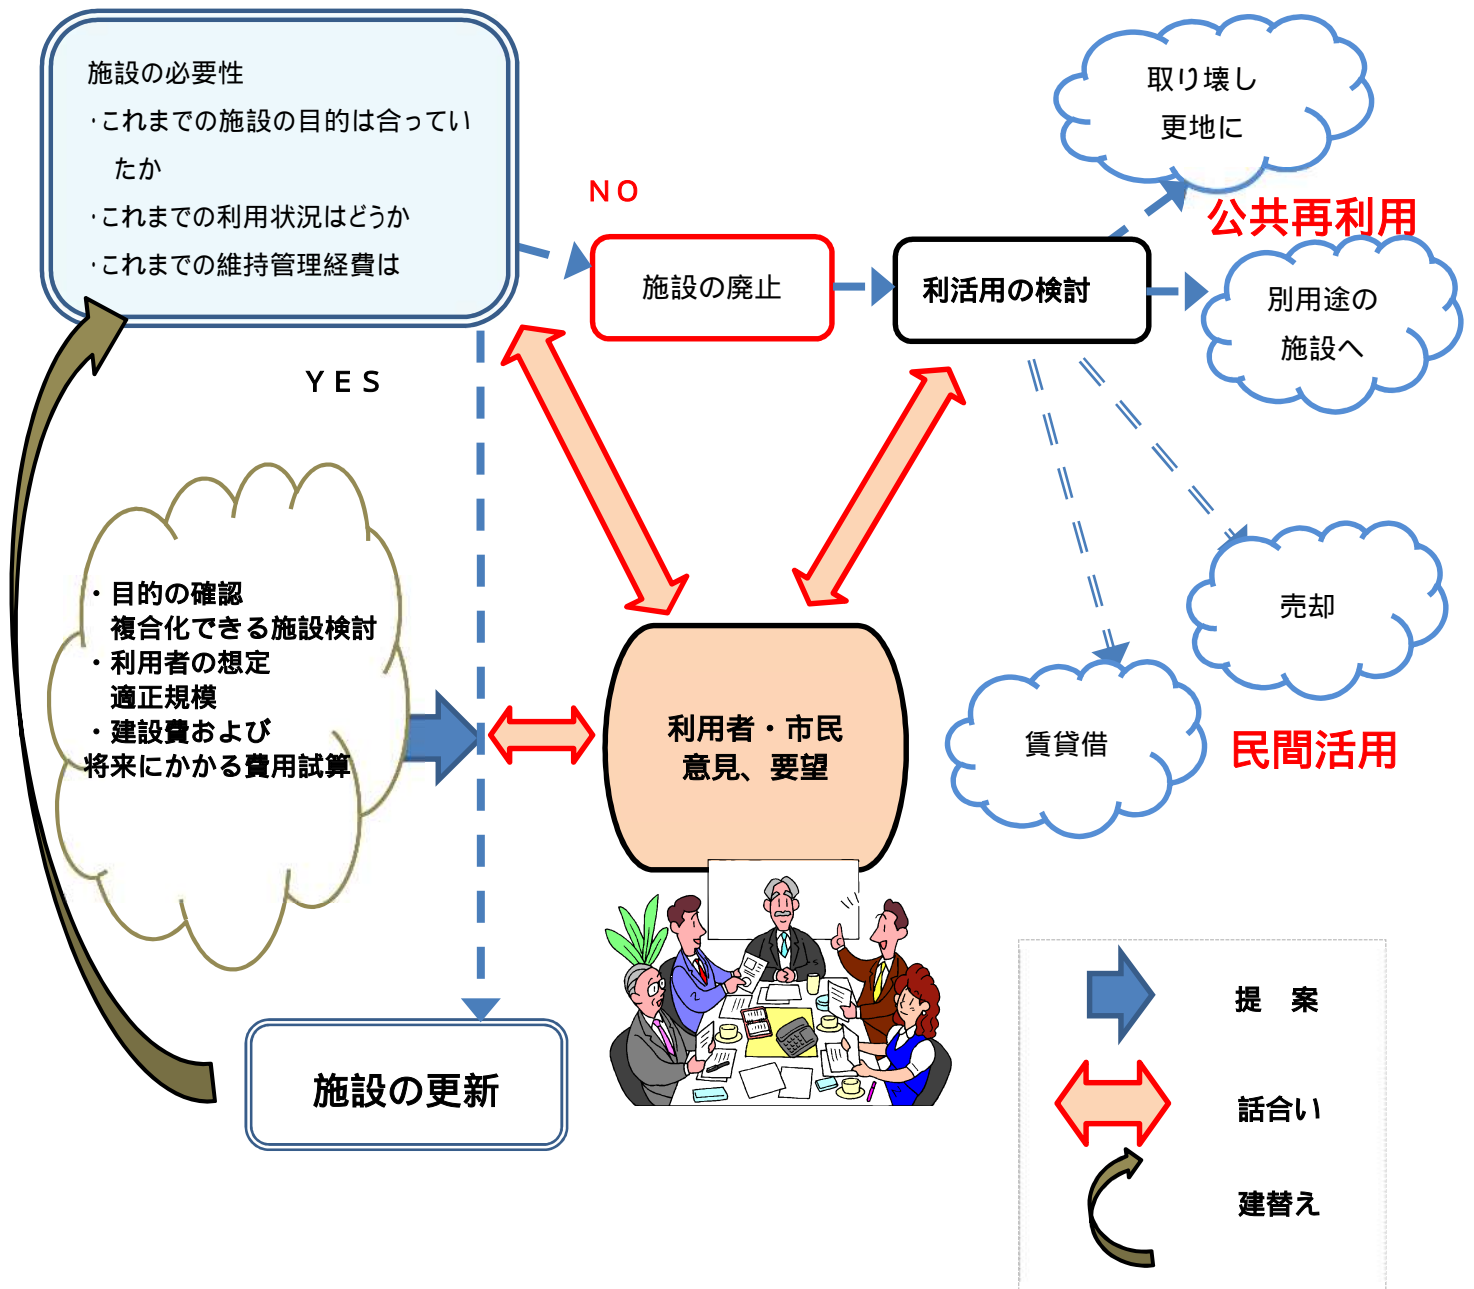 施設の必要性
・これまでの施設の目的は合ってい
たか
・これまでの利用状況はどうか
・これまでの維持管理経費は
NO
施設の廃止
利活用の検討
取り壊し
更地に
公共再利用
別用途の
施設へ
YES
・目的の確認
複合化できる施設検討
・利用者の想定
適正規模
・建設費および
将来にかかる費用試算
利用者・市民
意見、要望
売却
賃貸借
民間活用
施設の更新
提　案
話合い
建替え